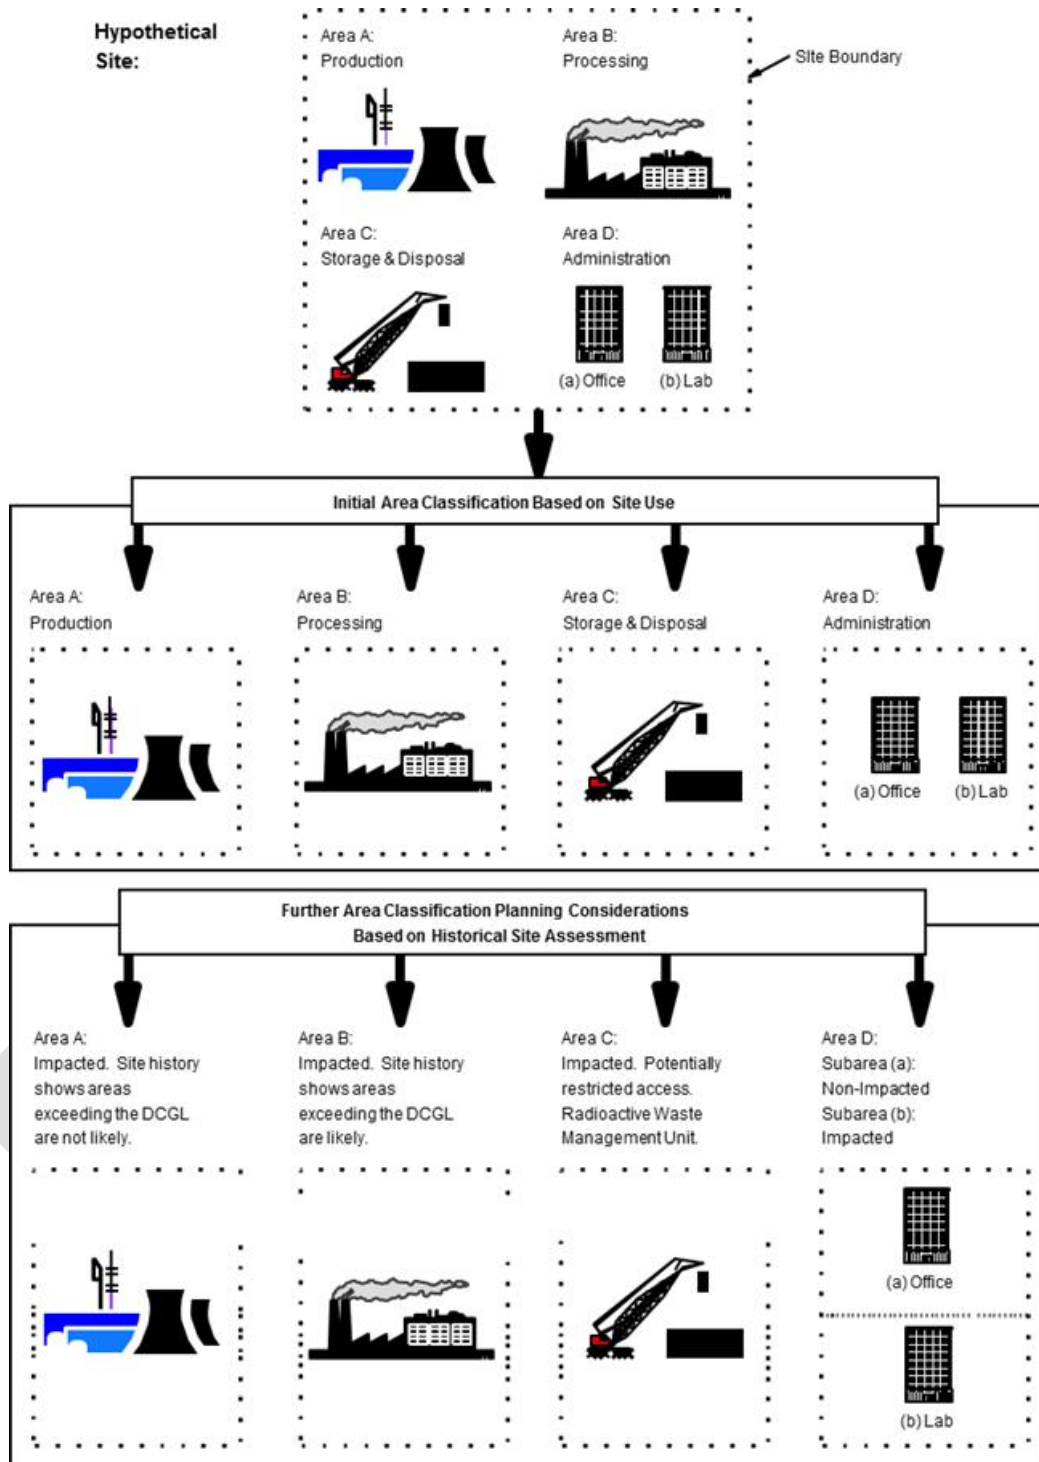 Hypothetical
Site:
Area A:
Production
Area B:
Processing
Site Boundary
Area C:
Storage & Disposal
Area D:
Administration
(a) Office
(b) Lab
Initial Area Classification Based on Site Use
Area A:
Production
Area B:
Processing
Area C:
Storage & Disposal
Area D:
Administration
(a) Office
(b) Lab
Further Area Classification Planning Considerations
Based on Historical Site Assessment
Area A:
Impacted. Site history
shows areas
exceeding the DCGL
are not likely.
Area B:
Impacted. Site history
shows areas
exceeding the DCGL
are likely.
Area C:
Impacted. Potentially
restricted access.
Radioactive Waste
Management Unit.
Area D:
Subarea (a):
Non-Impacted
Subarea (b):
Impacted
(a) Office
(b) Lab